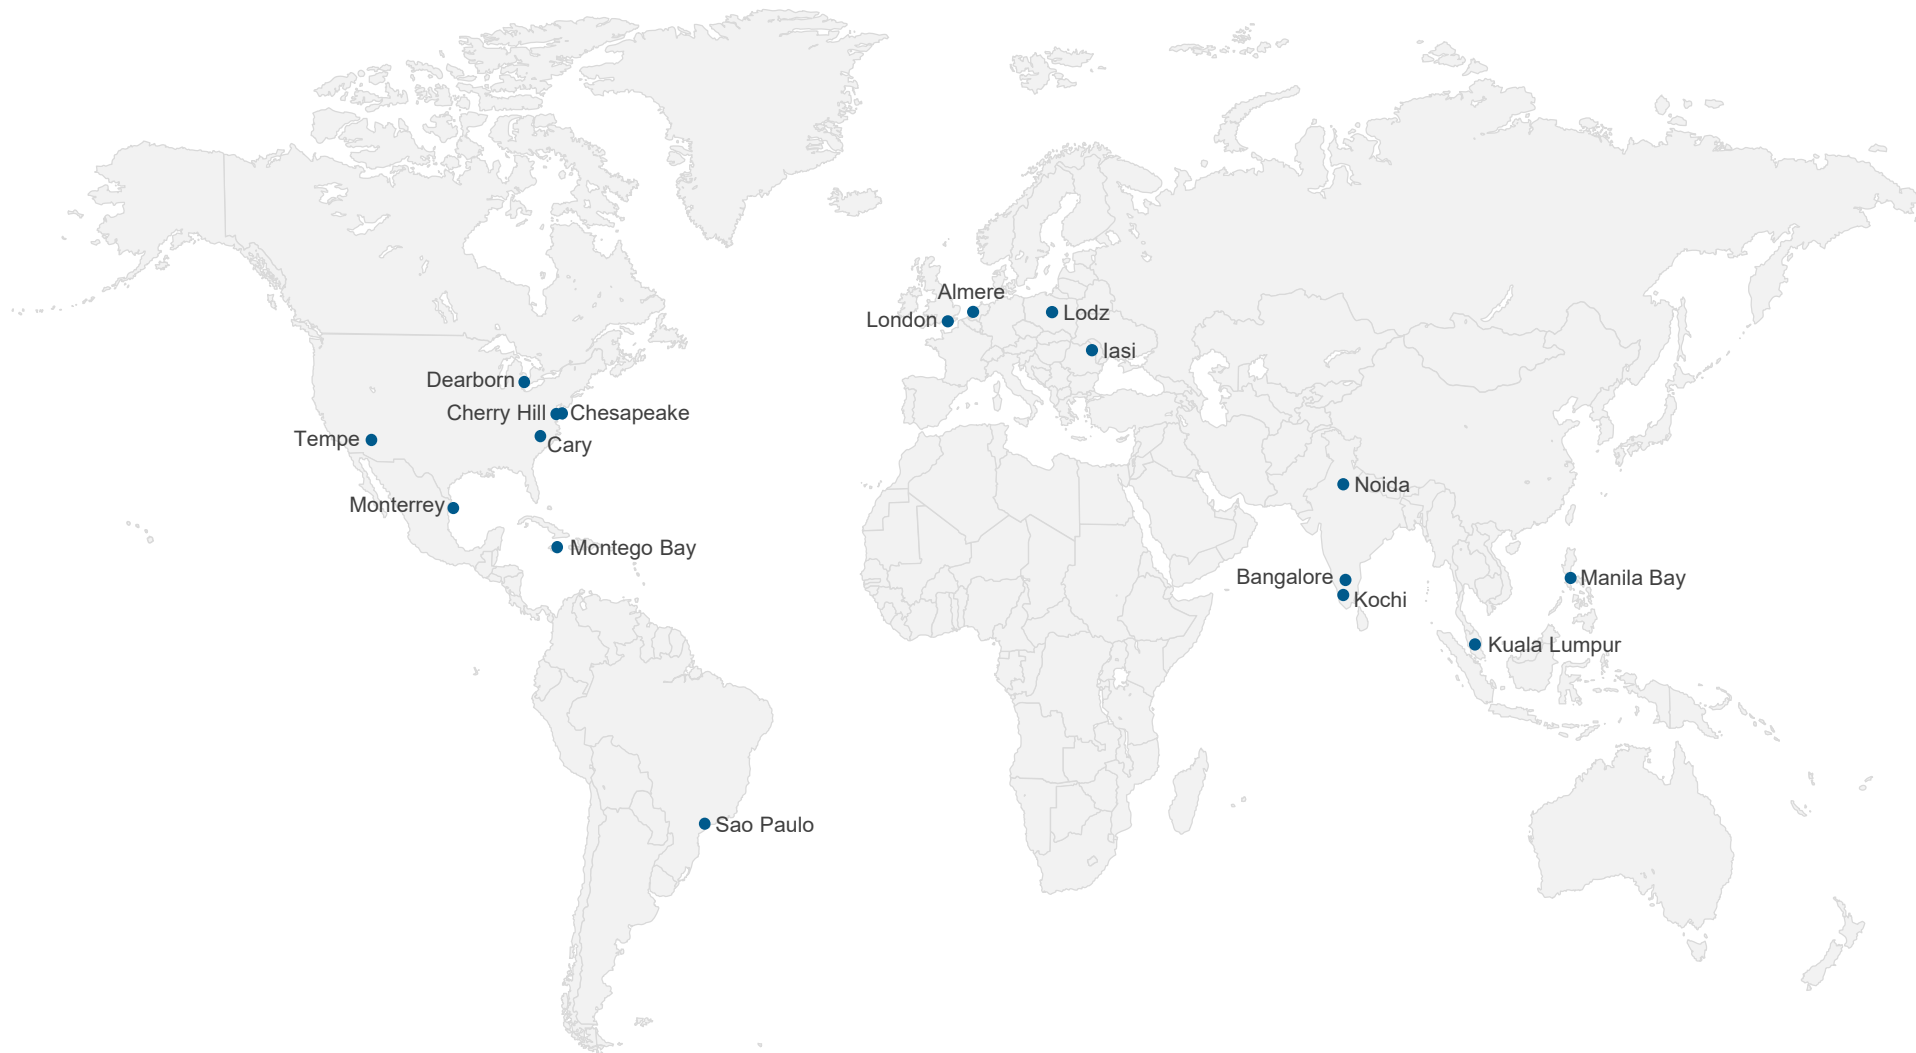 Almere
London
Lodz
Iasi
Dearborn
Cherry Hill
Chesapeake
Tempe
Cary
Noida
Monterrey
Montego Bay
Bangalore
Manila Bay
Kochi
Kuala Lumpur
Sao Paulo